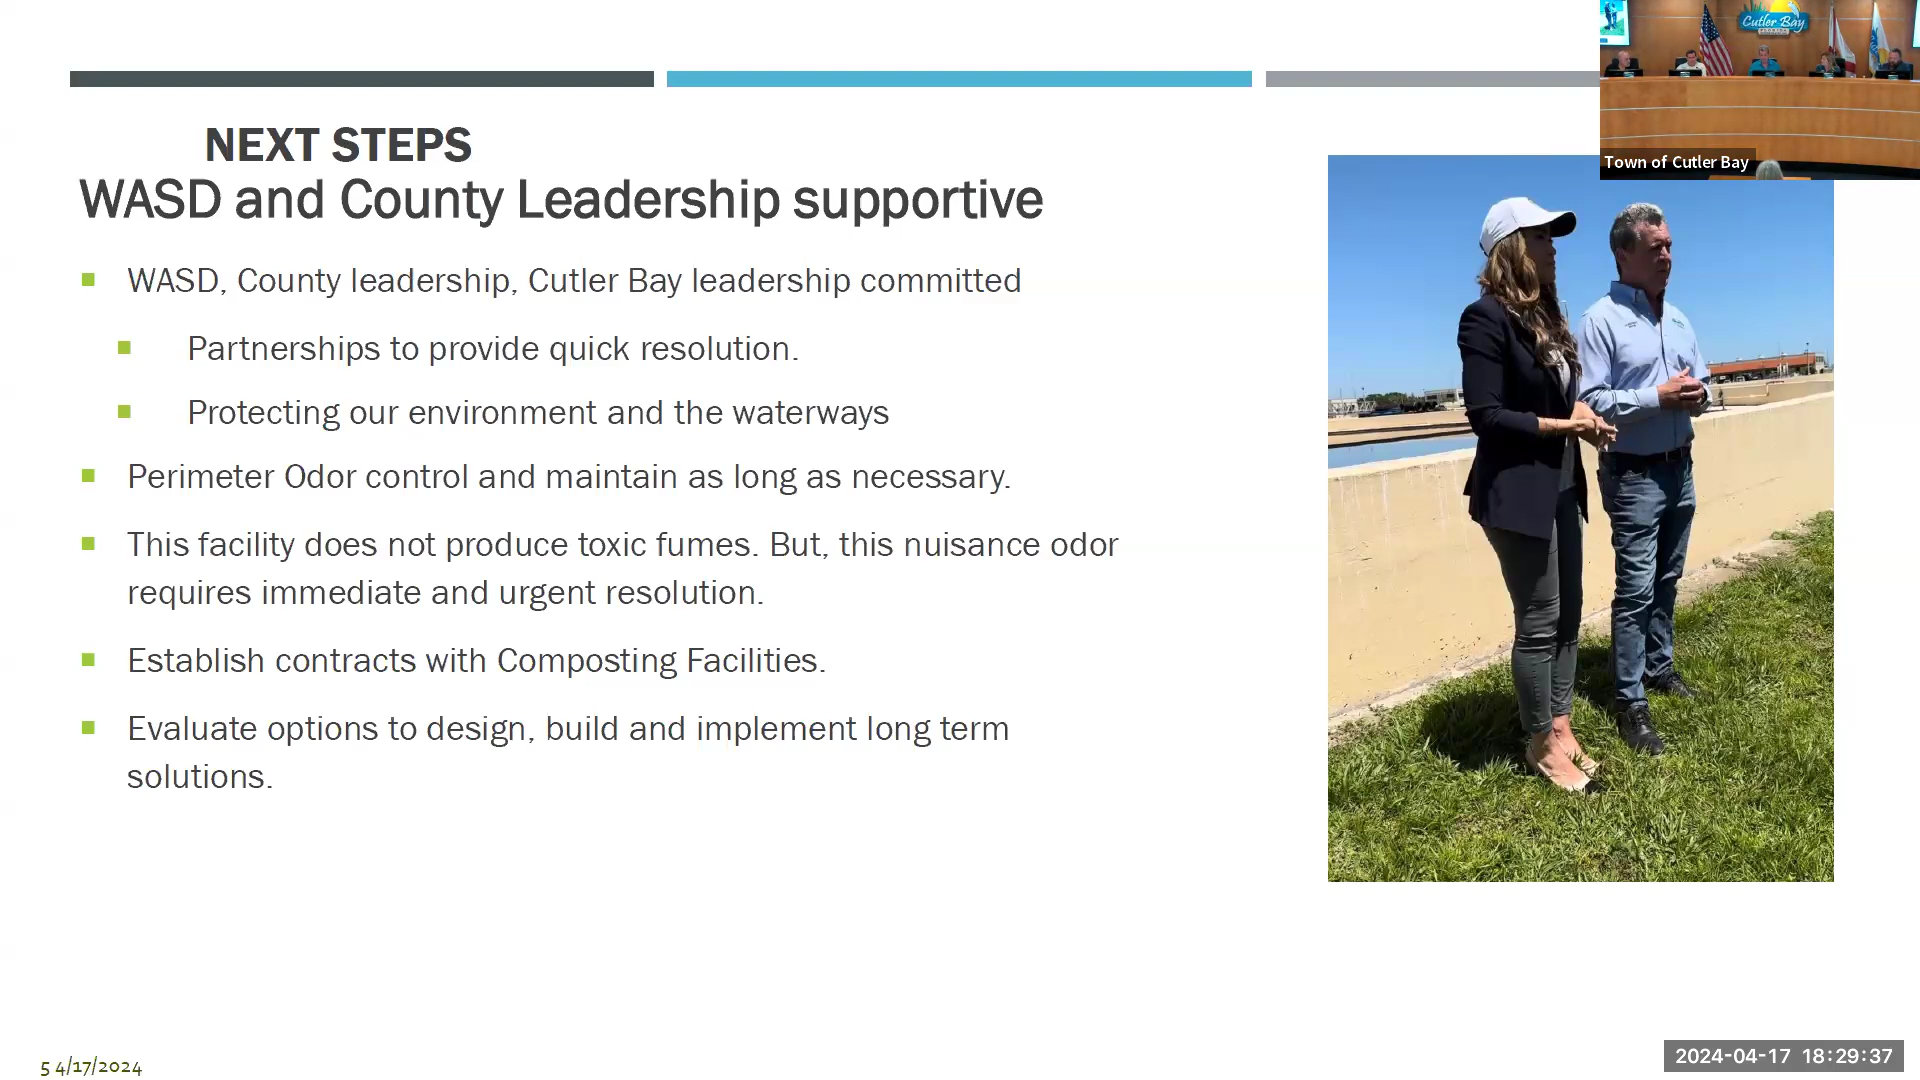 Cutler Bay
Town of Cutler Bay
NEXT STEPS
WASD and County Leadership supportive
WASD, County leadership, Cutler Bay leadership committed
Partnerships to provide quick resolution.
Protecting our environment and the waterways
Perimeter Odor control and maintain as long as necessary.
This facility does not produce toxic fumes. But, this nuisance odor
requires immediate and urgent resolution.
Establish contracts with Composting Facilities.
Evaluate options to design, build and implement long term
solutions.
5 4/17/2024
2024-04-17 18:29:37